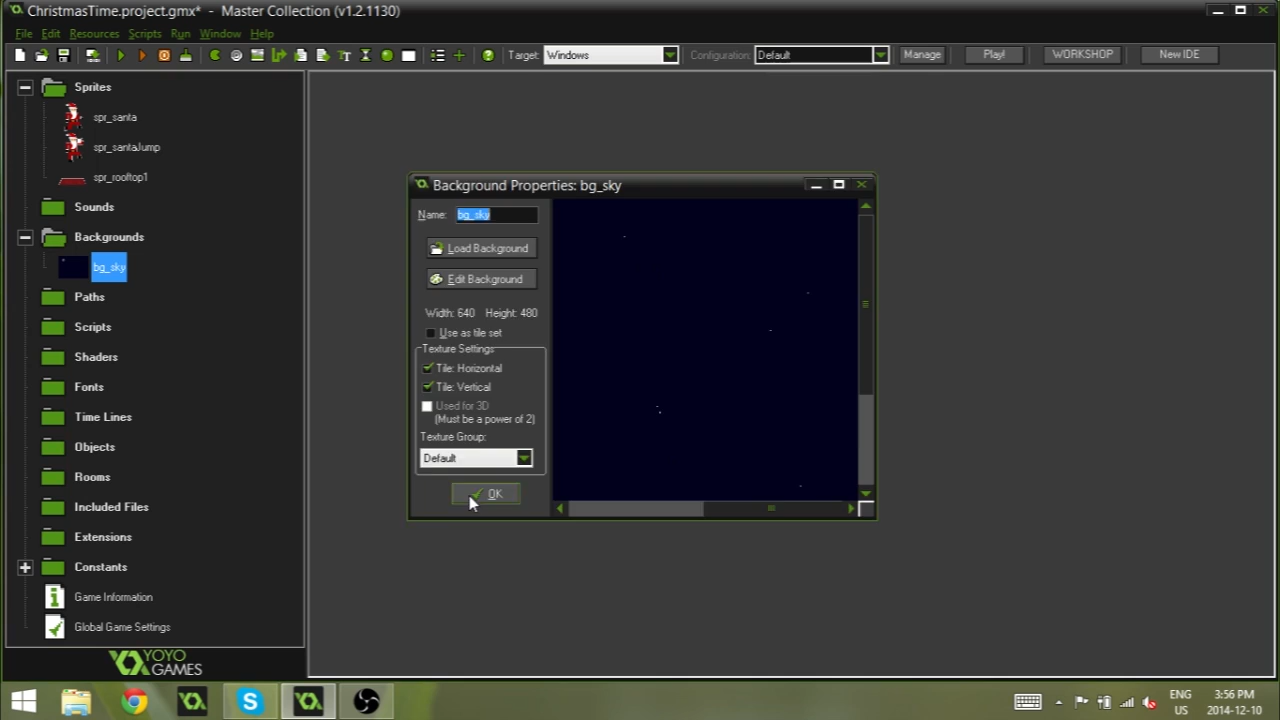 ChristmasTime.project.gmx* - Master Collection (v1.2.1130)
File Edit Resources Scripts Run Window Help
Target: Windows Configuration: Default Manage Play! WORKSHOP New IDE
Sprites
spr_santa
spr_santaJump
spr_rooftop1
Sounds
Backgrounds
bg_sky
Paths
Scripts
Shaders
Fonts
Time Lines
Objects
Rooms
Included Files
Extensions
Constants
Game Information
Global Game Settings
YOYO
GAMES
Background Properties: bg_sky
Name: bg_sky
Load Background
Edit Background
Width: 640 Height: 480
Use as tile set
Texture Settings
Tile: Horizontal
Tile: Vertical
Used for 3D
(Must be a power of 2)
Texture Group:
Default
OK
ENG 3:56 PM
US 2014-12-10